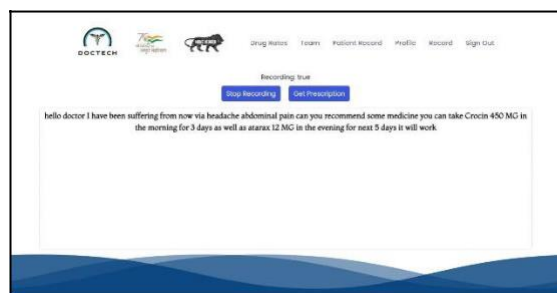 DOCTECH
Drug Rates Team Patient Record Profile Record Sign Out
Recording: true
Stop Recording Get Prescription
hello doctor I have been suffering from now via headache abdominal pain can you recommend some medicine you can take Crocin 450 MG in
the morning for 3 days as well as atarax 12 MG in the evening for next 5 days it will work